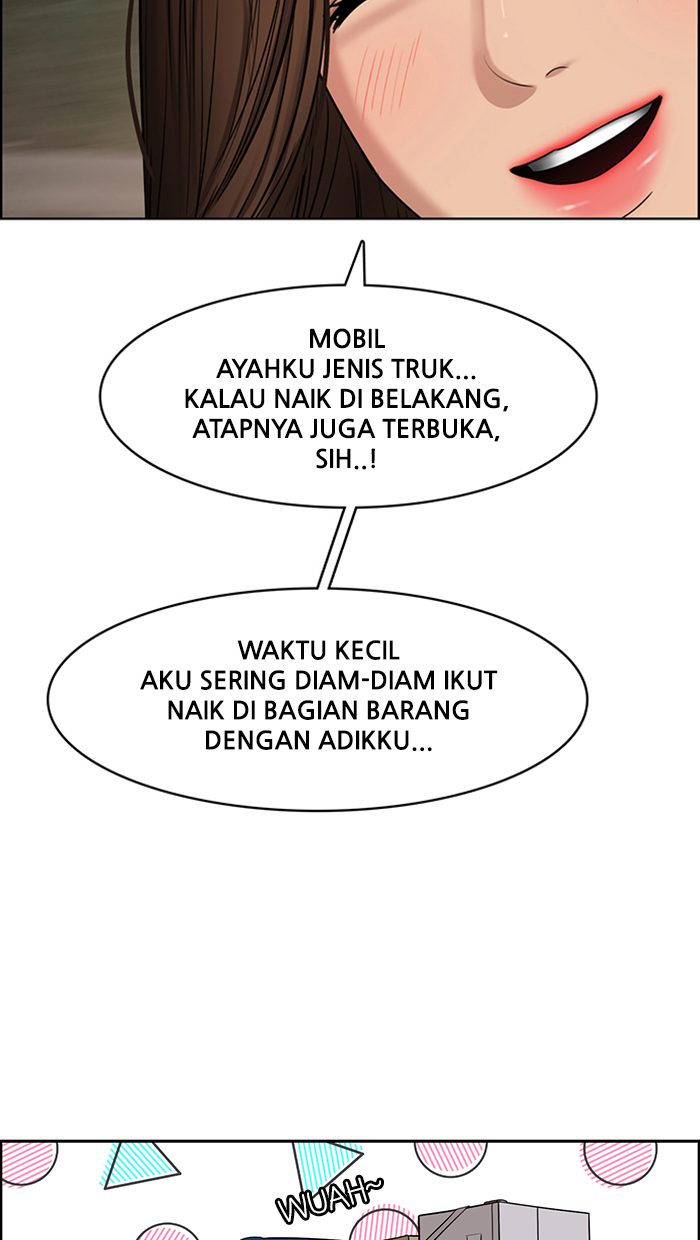 MOBIL
AYAHKU JENIS TRUK...
KALAU NAIK DI BELAKANG,
ATAPNYA JUGA TERBUKA,
SIH..!
WAKTU KECIL
AKU SERING DIAM-DIAM IKUT
NAIK DI BAGIAN BARANG
DENGAN ADIKKU...
WUAH~